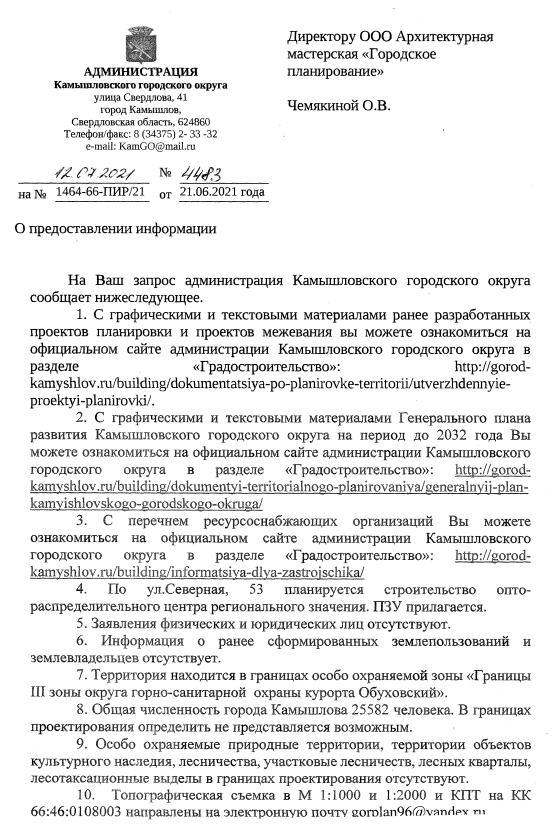 АДМИНИСТРАЦИЯ
Камышловского городского округа
улица Свердлова, 41
город Камышлов,
Свердловская область, 624860
Телефон/факс: 8 (34375) 2- 33 -32
e-mail: KamGO@mail.ru
12.07.2021 № 4483
на № 1464-66-ПИР/21 от 21.06.2021 года
Директору ООО Архитектурная
мастерская «Городское
планирование»
Чемякиной О.В.
О предоставлении информации
На Ваш запрос администрация Камышловского городского округа
сообщает нижеследующее.
1. С графическими и текстовыми материалами ранее разработанных
проектов планировки и проектов межевания вы можете ознакомиться на
официальном сайте администрации Камышловского городского округа в
разделе «Градостроительство»: http://gorod-
kamyshlov.ru/building/dokumentatsiya-po-planirovke-territorii/utverzhdennyie-
proektyi-planirovki/.
2. С графическими и текстовыми материалами Генерального плана
развития Камышловского городского округа на период до 2032 года Вы
можете ознакомиться на официальном сайте администрации Камышловского
городского округа в разделе «Градостроительство»: http://gorod-
kamyshlov.ru/building/dokumentyi-territorialnogo-planirovaniya/generalnyij-plan-
kamyishlovskogo-gorodskogo-okruga/
3. С перечнем ресурсоснабжающих организаций Вы можете
ознакомиться на официальном сайте администрации Камышловского
городского округа в разделе «Градостроительство»: http://gorod-
kamyshlov.ru/building/informatsiya-dlya-zastrojschika/
4. По ул.Северная, 53 планируется строительство опто-
распределительного центра регионального значения. ПЗУ прилагается.
5. Заявления физических и юридических лиц отсутствуют.
6. Информация о ранее сформированных землепользований и
землевладельцев отсутствует.
7. Территория находится в границах особо охраняемой зоны «Границы
III зоны округа горно-санитарной охраны курорта Обуховский».
8. Общая численность города Камышлова 25582 человека. В границах
проектирования определить не представляется возможным.
9. Особо охраняемые природные территории, территории объектов
культурного наследия, лесничества, участковые лесничеств, лесные кварталы,
лесотаксационные выделы в границах проектирования отсутствуют.
10. Топографическая съемка в М 1:1000 и 1:2000 и КПТ на КК
66:46:0108003 направлены на электронную почту gorplan96@yandex.ru